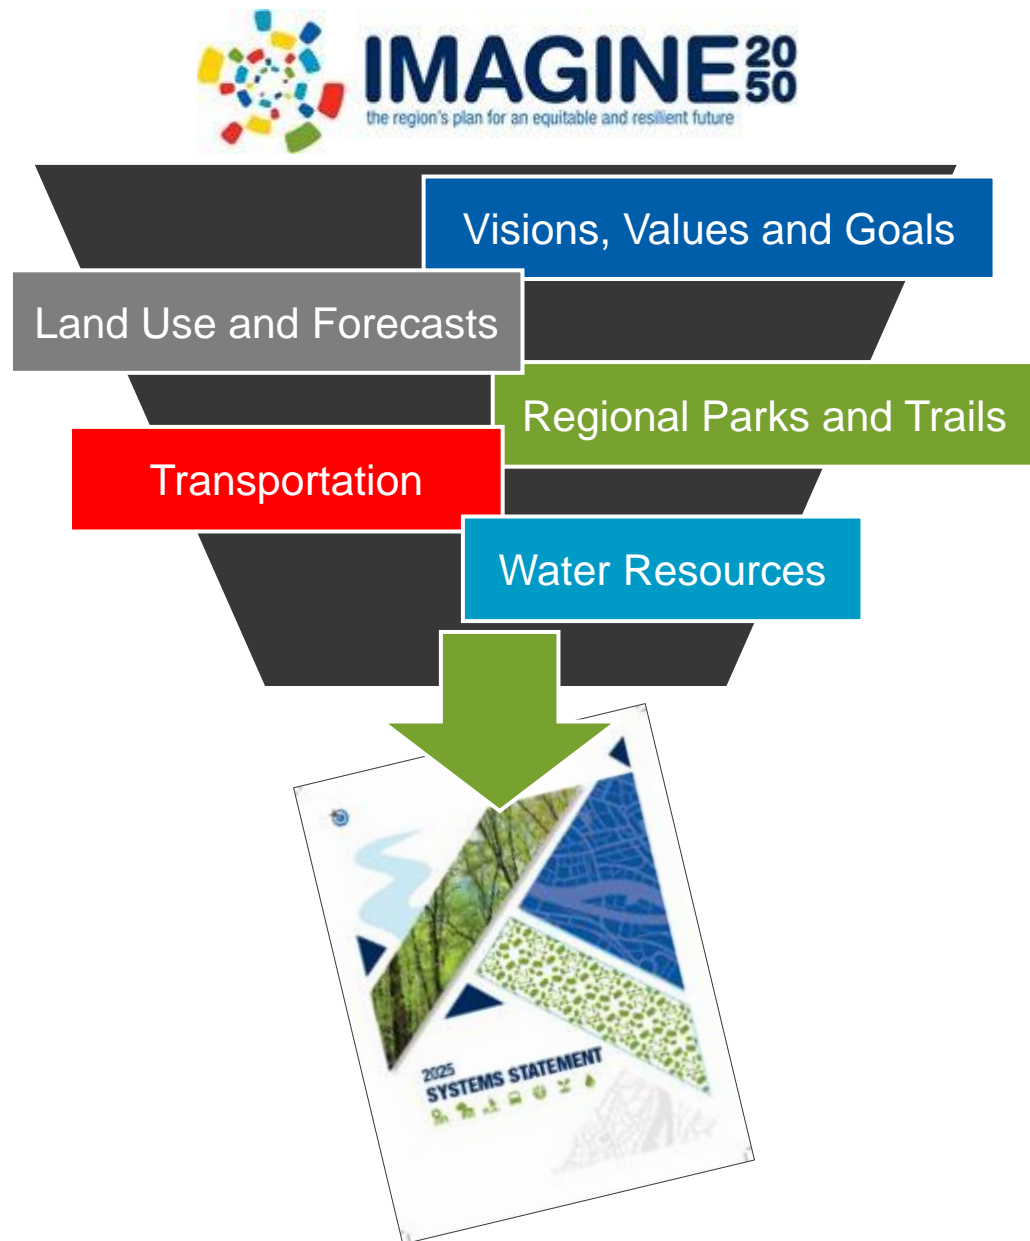 IMAGINE 20 50
the region's plan for an equitable and resilient future
Visions, Values and Goals
Land Use and Forecasts
Regional Parks and Trails
Transportation
Water Resources
2025
SYSTEMS STATEMENT